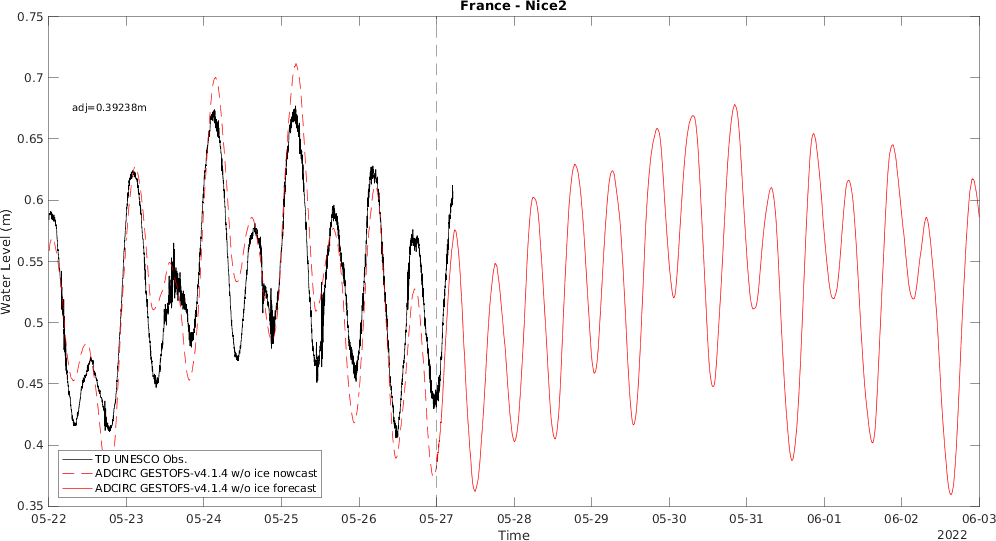 France - Nice2
0.75
0.7
0.65
0.6
0.55
0.5
0.45
0.4
0.35
Water Level (m)
adj=0.39238m
TD UNESCO Obs.
ADCIRC GESTOFS-v4.1.4 w/o ice nowcast
ADCIRC GESTOFS-v4.1.4 w/o ice forecast
05-22 05-23 05-24 05-25 05-26 05-27 05-28 05-29 05-30 05-31 06-01 06-02 06-03
Time
2022